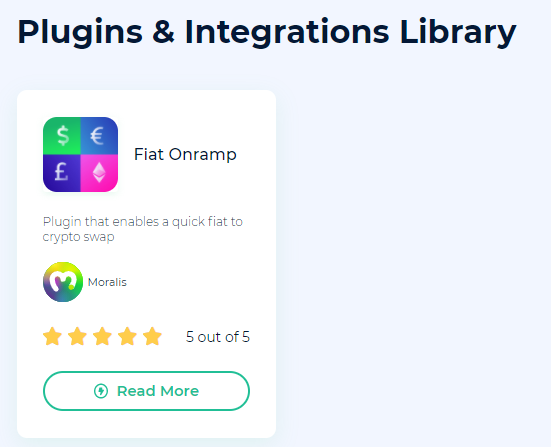 Plugins & Integrations Library
$ €
£
Fiat Onramp
Plugin that enables a quick fiat to
crypto swap
Moralis
5 out of 5
Read More